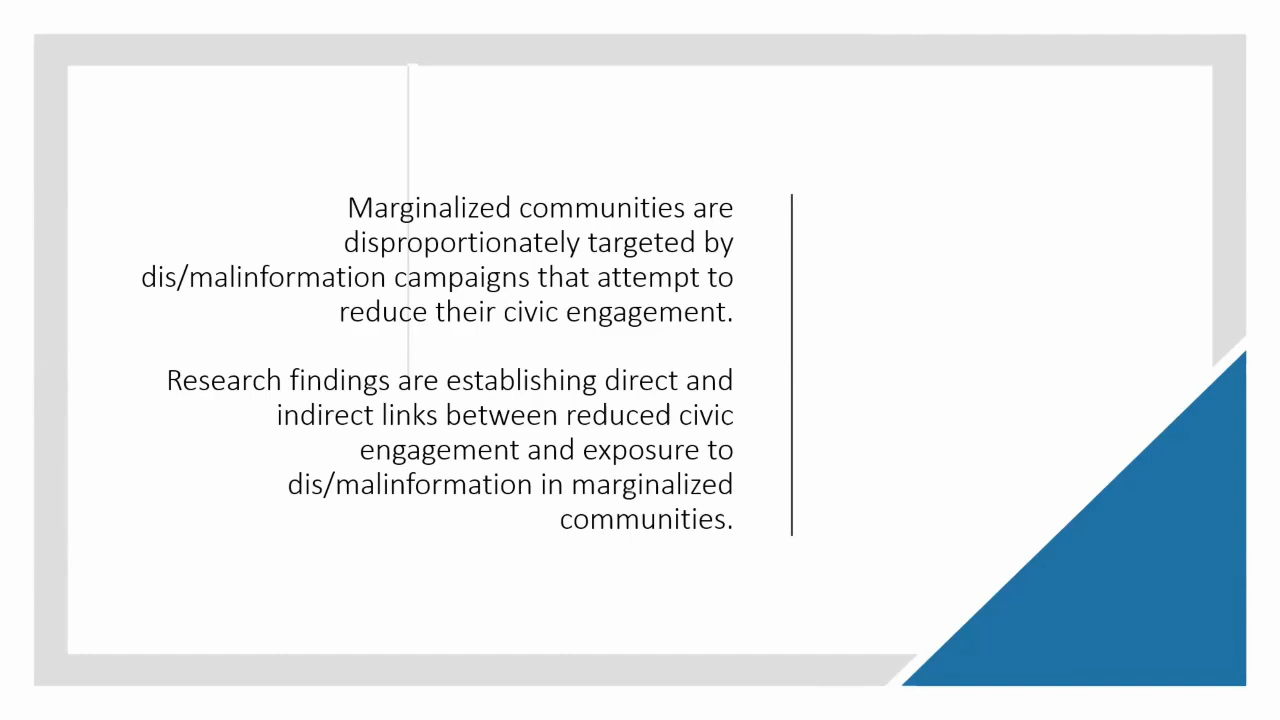 Marginalized communities are
disproportionately targeted by
dis/malinformation campaigns that attempt to
reduce their civic engagement.
Research findings are establishing direct and
indirect links between reduced civic
engagement and exposure to
dis/malinformation in marginalized
communities.